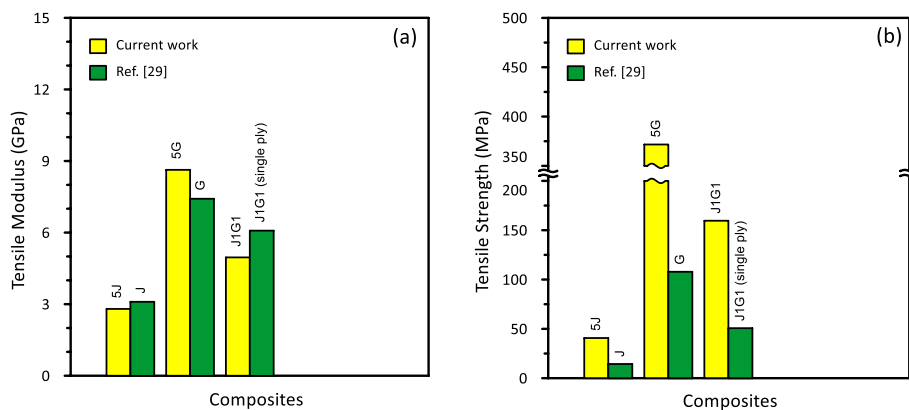 15
12
9
6
3
0
Tensile Modulus (GPa)
(a)
Current work
Ref. [29]
5J
J
5G
G
J1G1
J1G1 (single ply)
Composites
500
450
400
350
200
150
100
50
0
Tensile Strength (MPa)
(b)
Current work
Ref. [29]
5J
J
5G
G
J1G1
J1G1 (single ply)
Composites